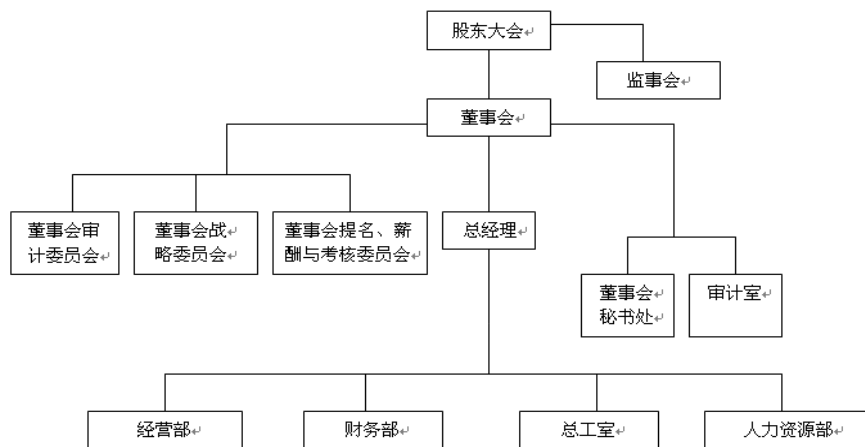 股东大会
监事会
董事会
董事会审
计委员会
董事会战
略委员会
董事会提名、薪
酬与考核委员会
总经理
董事会
秘书处
审计室
经营部
财务部
总工室
人力资源部